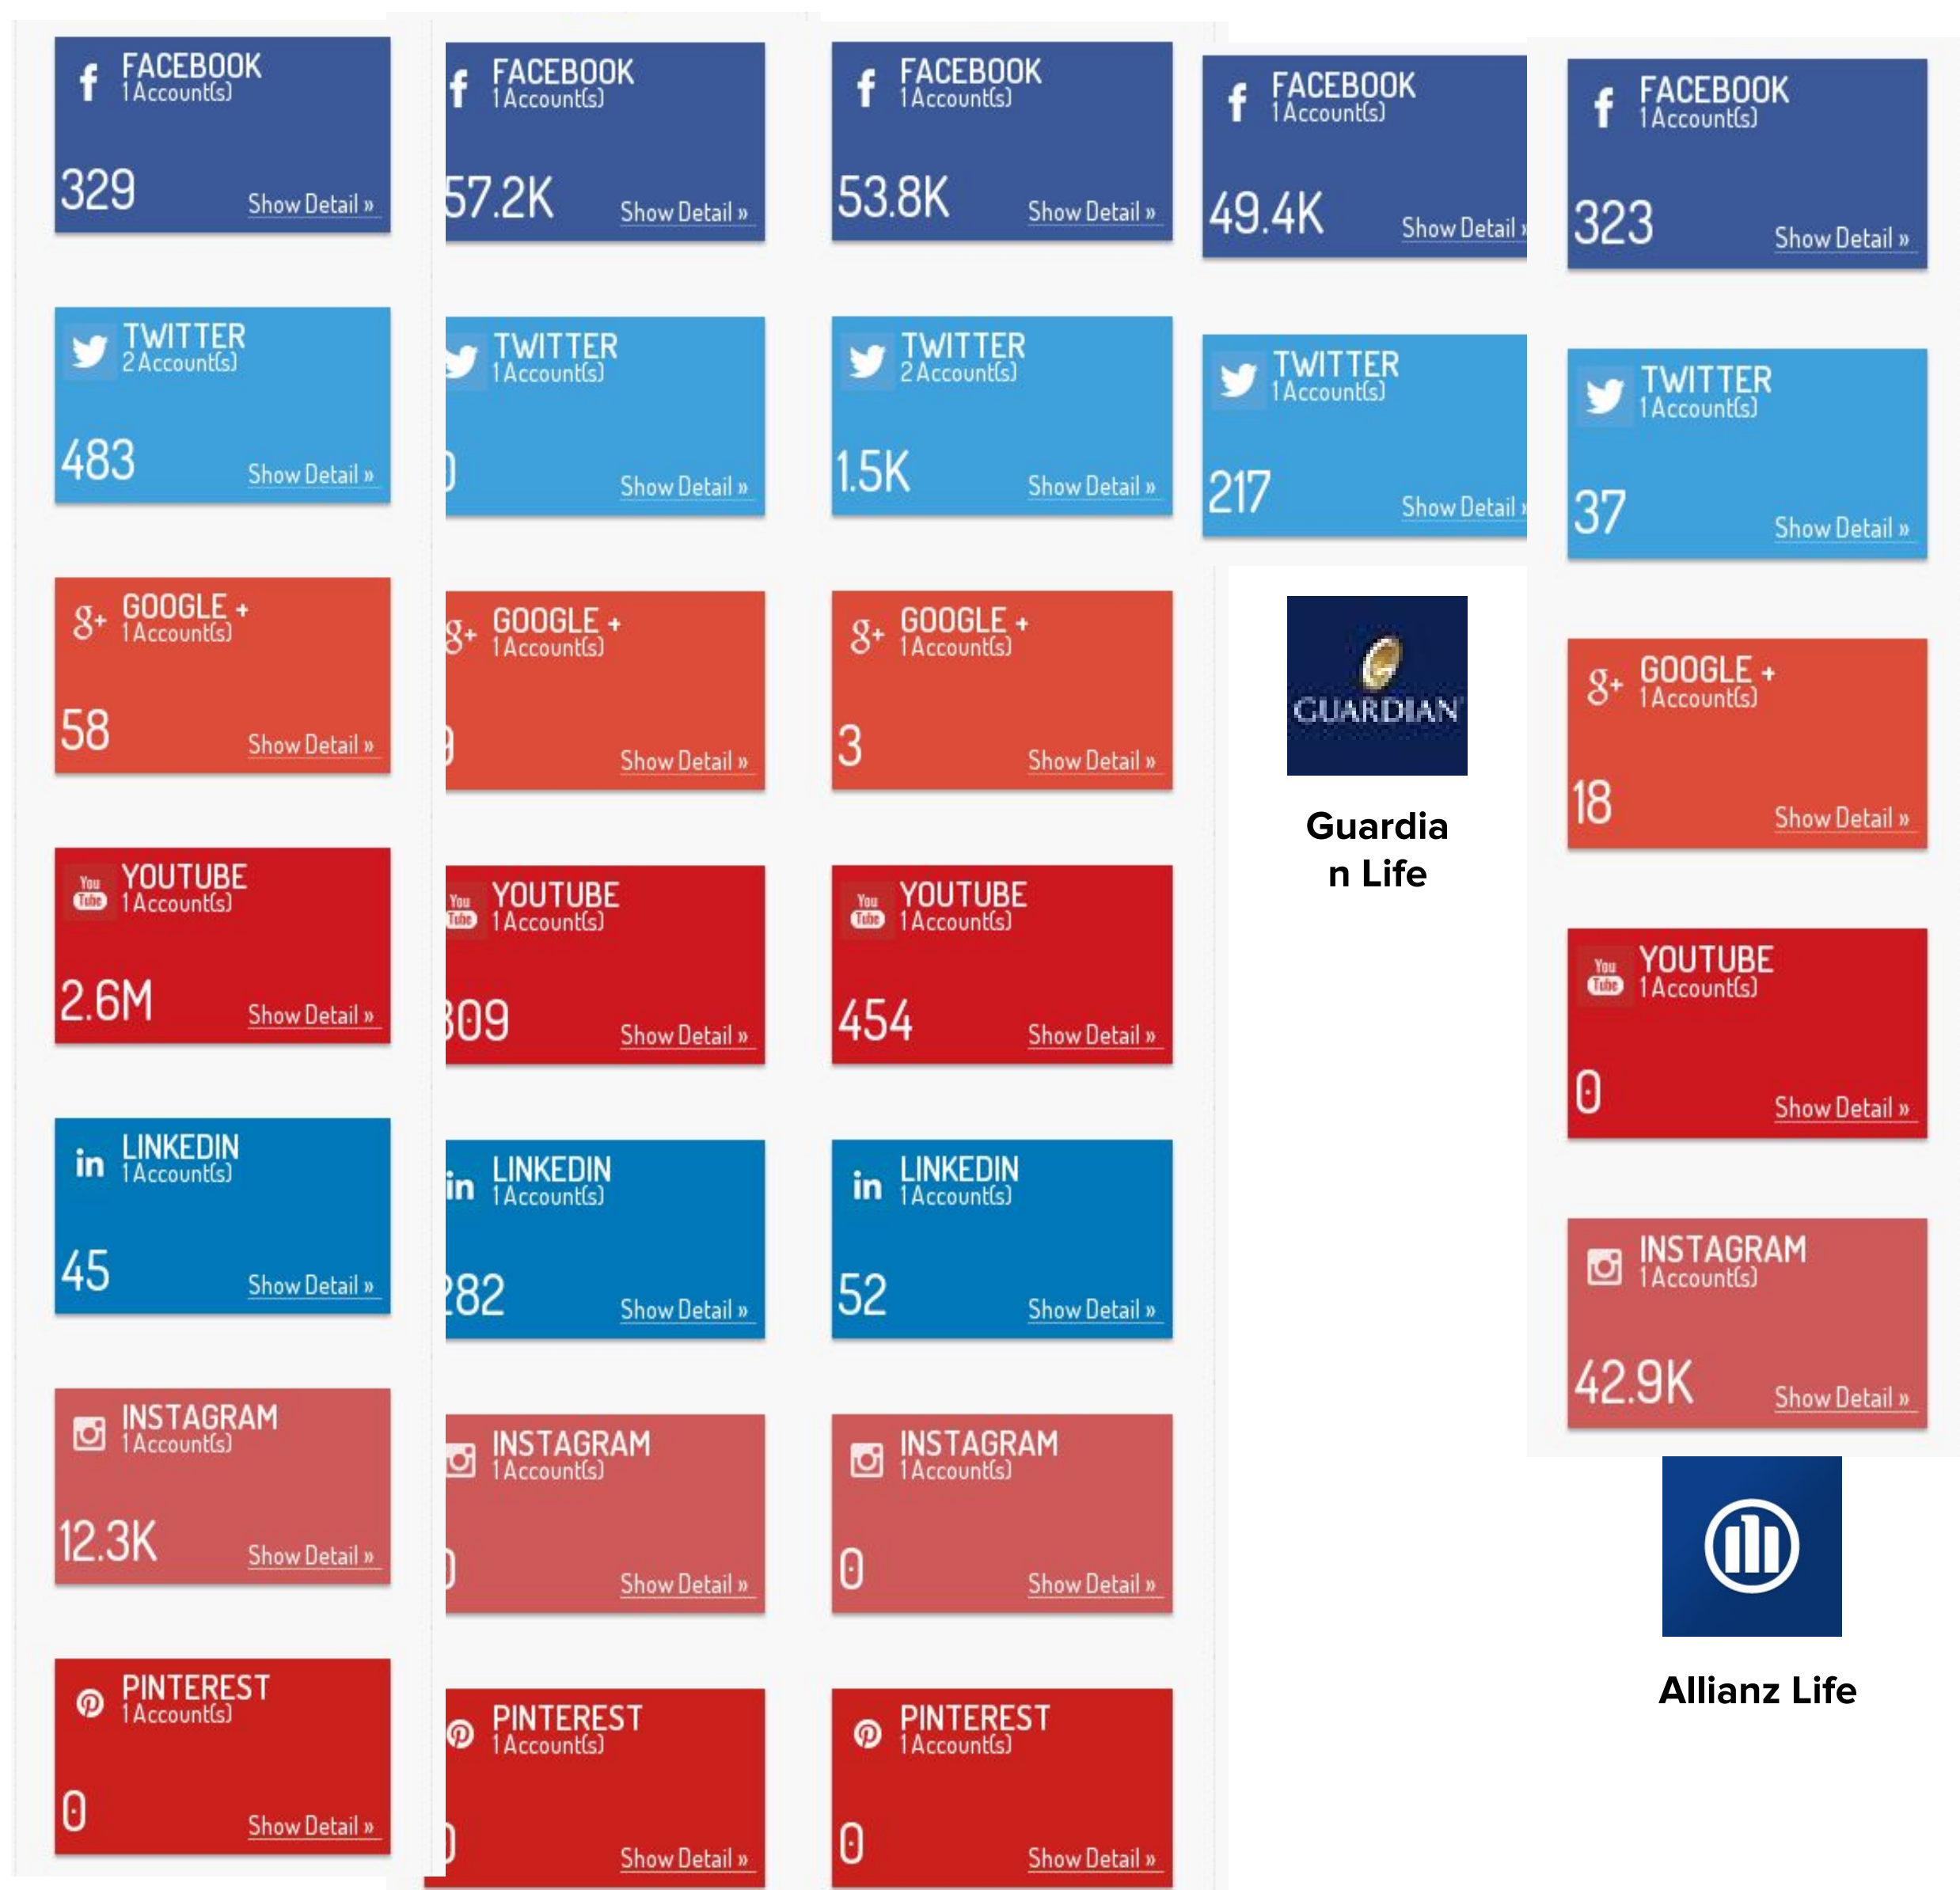 FACEBOOK
1 Account(s)
329
Show Detail »
TWITTER
2 Account(s)
483
Show Detail »
GOOGLE +
1 Account(s)
58
Show Detail »
YOUTUBE
1 Account(s)
2.6M
Show Detail »
LINKEDIN
1 Account(s)
45
Show Detail »
INSTAGRAM
1 Account(s)
12.3K
Show Detail »
PINTEREST
1 Account(s)
0
Show Detail »
FACEBOOK
1 Account(s)
57.2K
Show Detail »
TWITTER
1 Account(s)
Show Detail »
GOOGLE +
1 Account(s)
Show Detail »
YOUTUBE
1 Account(s)
Show Detail »
LINKEDIN
1 Account(s)
Show Detail »
INSTAGRAM
1 Account(s)
Show Detail »
PINTEREST
1 Account(s)
Show Detail »
FACEBOOK
1 Account(s)
53.8K
Show Detail »
TWITTER
2 Account(s)
1.5K
Show Detail »
GOOGLE +
1 Account(s)
3
Show Detail »
YOUTUBE
1 Account(s)
454
Show Detail »
LINKEDIN
1 Account(s)
52
Show Detail »
INSTAGRAM
1 Account(s)
0
Show Detail »
PINTEREST
1 Account(s)
0
Show Detail »
FACEBOOK
1 Account(s)
49.4K
Show Detail »
TWITTER
1 Account(s)
217
Show Detail »
GUARDIAN
Guardia
n Life
FACEBOOK
1 Account(s)
323
Show Detail »
TWITTER
1 Account(s)
37
Show Detail »
GOOGLE +
1 Account(s)
18
Show Detail »
YOUTUBE
1 Account(s)
0
Show Detail »
INSTAGRAM
1 Account(s)
42.9K
Show Detail »
Allianz Life